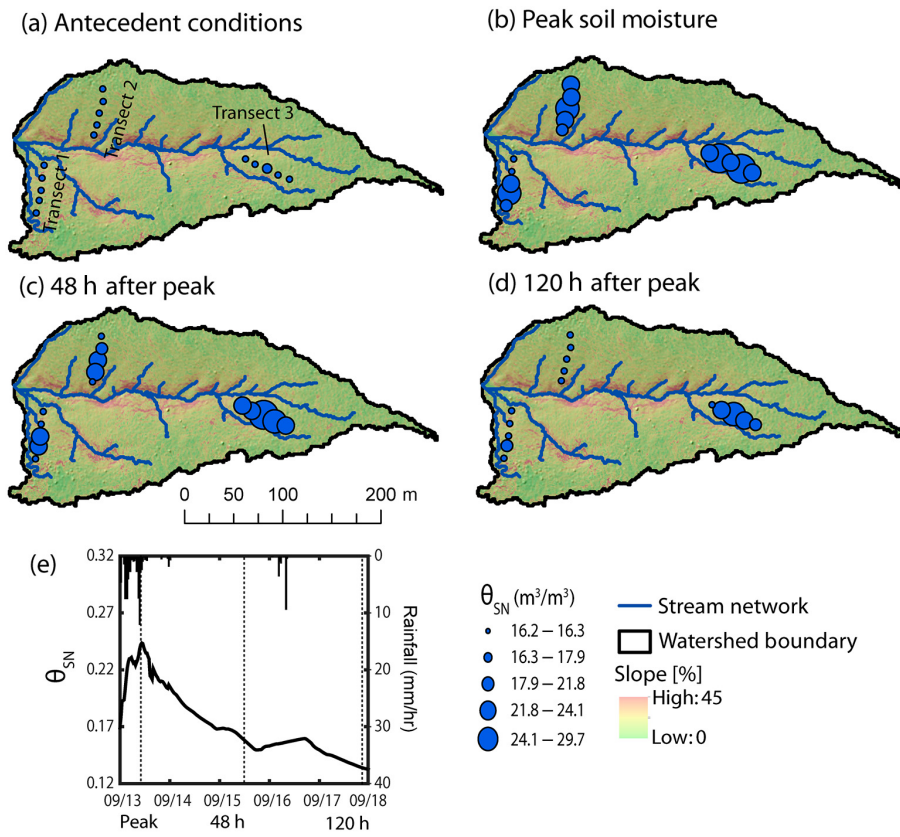 (a) Antecedent conditions
(b) Peak soil moisture
Transect 1
Transect 2
Transect 3
(c) 48 h after peak
(d) 120 h after peak
0 50 100 200 m
(e)
0.32
0.27
0.22
0.17
0.12
θSN
0
10
20
30
40
Rainfall (mm/hr)
09/13 09/14 09/15 09/16 09/17 09/18
Peak 48 h 120 h
θSN (m³/m³)
16.2 – 16.3
16.3 – 17.9
17.9 – 21.8
21.8 – 24.1
24.1 – 29.7
Stream network
Watershed boundary
Slope [%]
High: 45
Low: 0